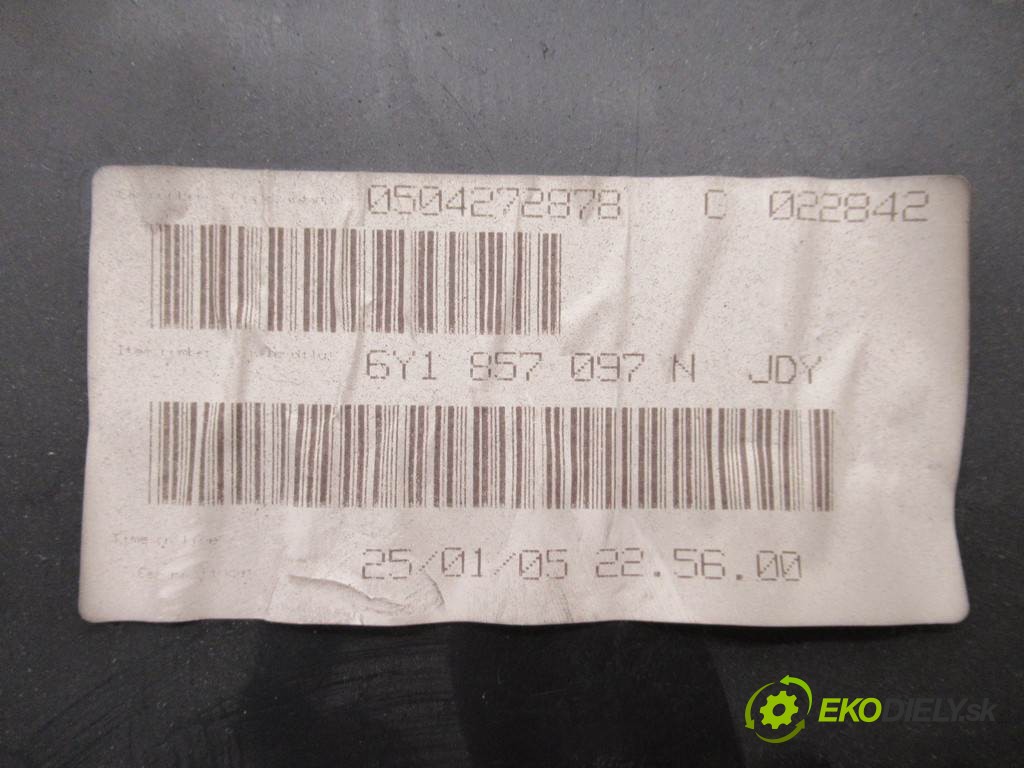 0504272878 C 022842
6Y1 857 097 N JDY
25/01/05 22.56.00
EKODIELY.sk